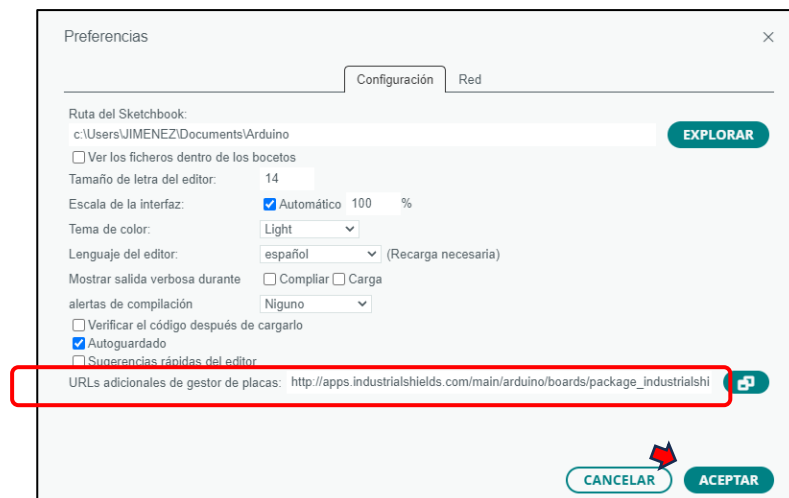 Preferencias
Configuración Red
Ruta del Sketchbook:
c:\Users\JIMENEZ\Documents\Arduino EXPLORAR
Ver los ficheros dentro de los bocetos
Tamaño de letra del editor: 14
Escala de la interfaz: Automático 100 %
Tema de color: Light
Lenguaje del editor: español (Recarga necesaria)
Mostrar salida verbosa durante Compliar Carga
alertas de compilación Niguno
Verificar el código después de cargarlo
Autoguardado
Sugerencias rápidas del editor
URLs adicionales de gestor de placas: http://apps.industrialshields.com/main/arduino/boards/package_industrialshi
CANCELAR ACEPTAR